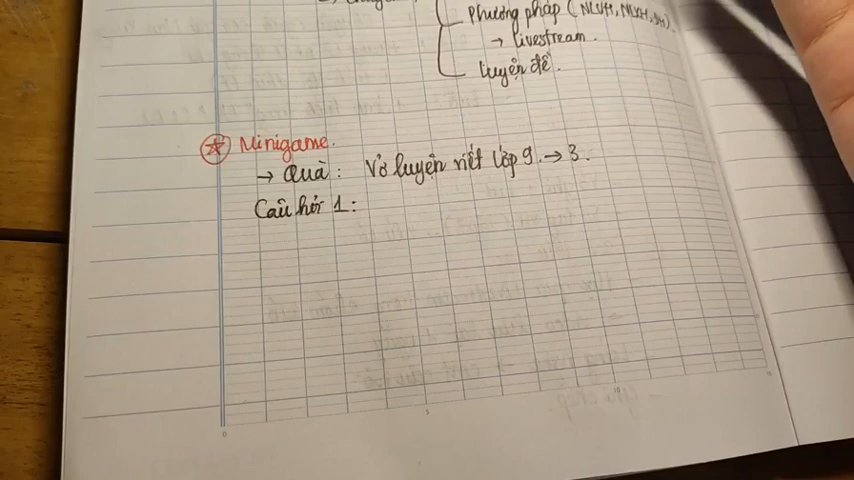 Phương pháp (NLVH, NLXH, ĐH).
→ livestream.
luyện đề.
Minigame.
→ Quà: Vở luyện viết lớp 9. → 3.
Câu hỏi 1: